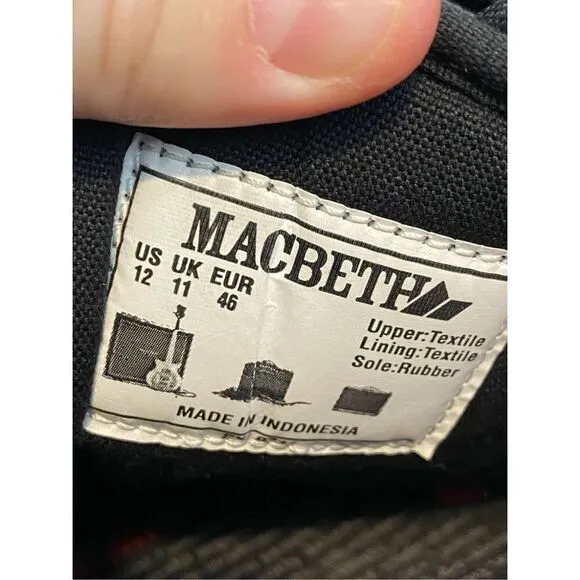 MACBETH
US UK EUR
12 11 46
Upper:Textile
Lining:Textile
Sole:Rubber
MADE IN INDONESIA